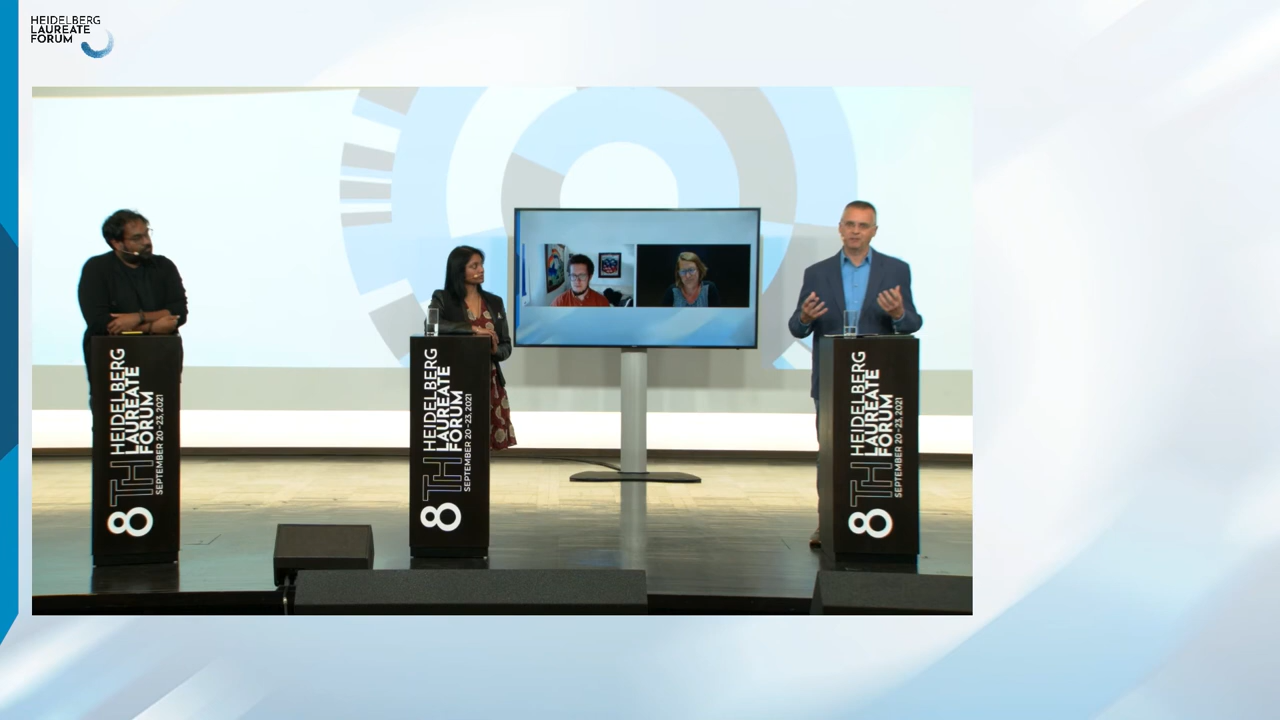 HEIDELBERG
LAUREATE
FORUM
8TH HEIDELBERG
LAUREATE
FORUM
SEPTEMBER 20–23, 2021
8TH HEIDELBERG
LAUREATE
FORUM
SEPTEMBER 20–23, 2021
8TH HEIDELBERG
LAUREATE
FORUM
SEPTEMBER 20–23, 2021